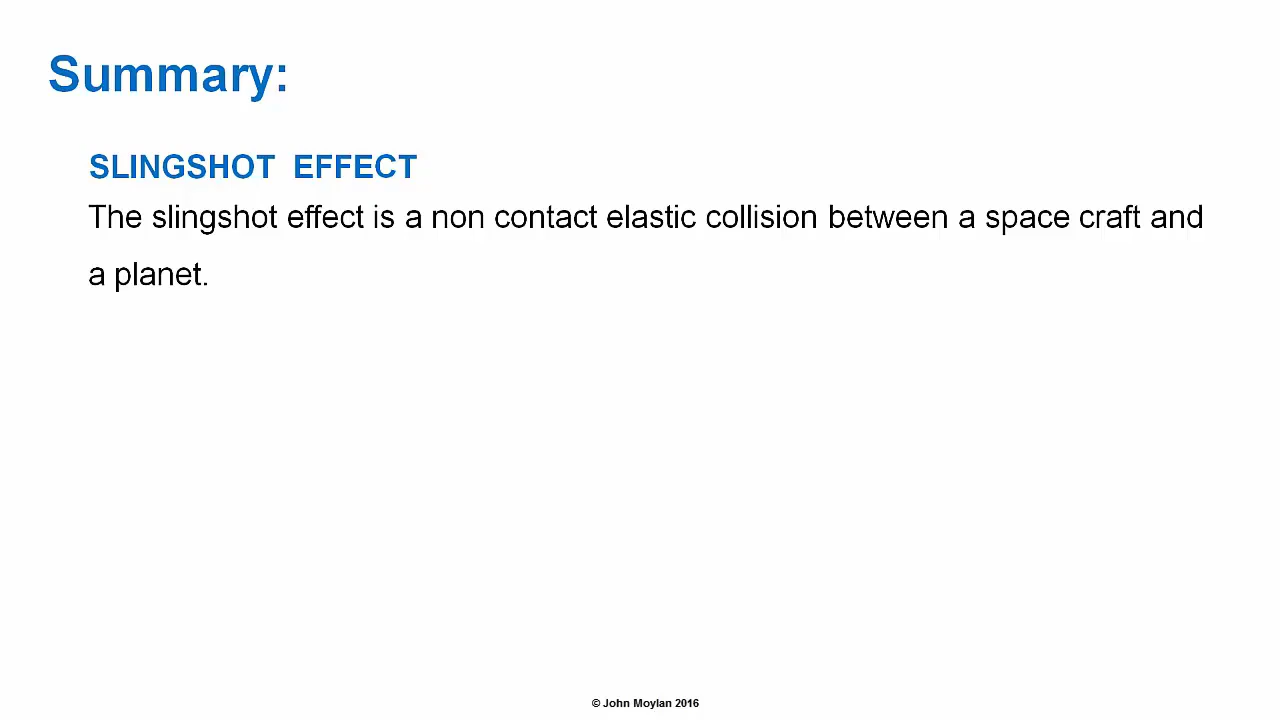 Summary:
SLINGSHOT EFFECT
The slingshot effect is a non contact elastic collision between a space craft and
a planet.
© John Moylan 2016